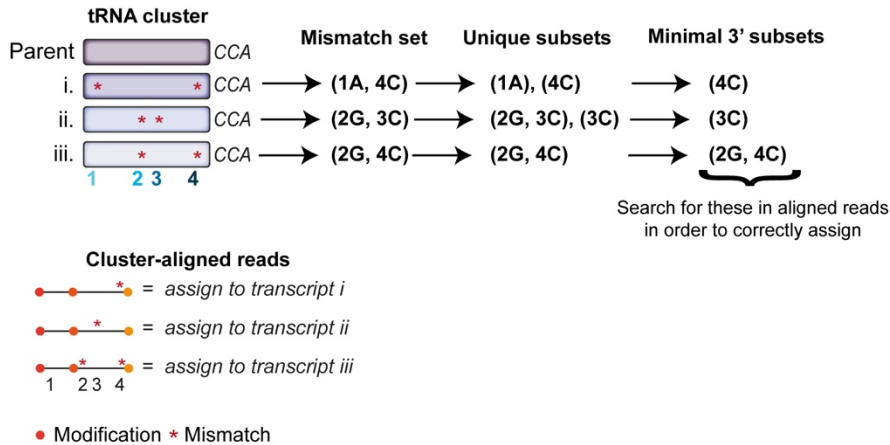 tRNA cluster
Mismatch set Unique subsets Minimal 3' subsets
Parent CCA
i. * * CCA (1A, 4C) (1A), (4C) (4C)
ii. * * CCA (2G, 3C) (2G, 3C), (3C) (3C)
iii. * * CCA (2G, 4C) (2G, 4C) (2G, 4C)
1 2 3 4
Search for these in aligned reads
in order to correctly assign
Cluster-aligned reads
* = assign to transcript i
* = assign to transcript ii
* * = assign to transcript iii
1 2 3 4
Modification * Mismatch